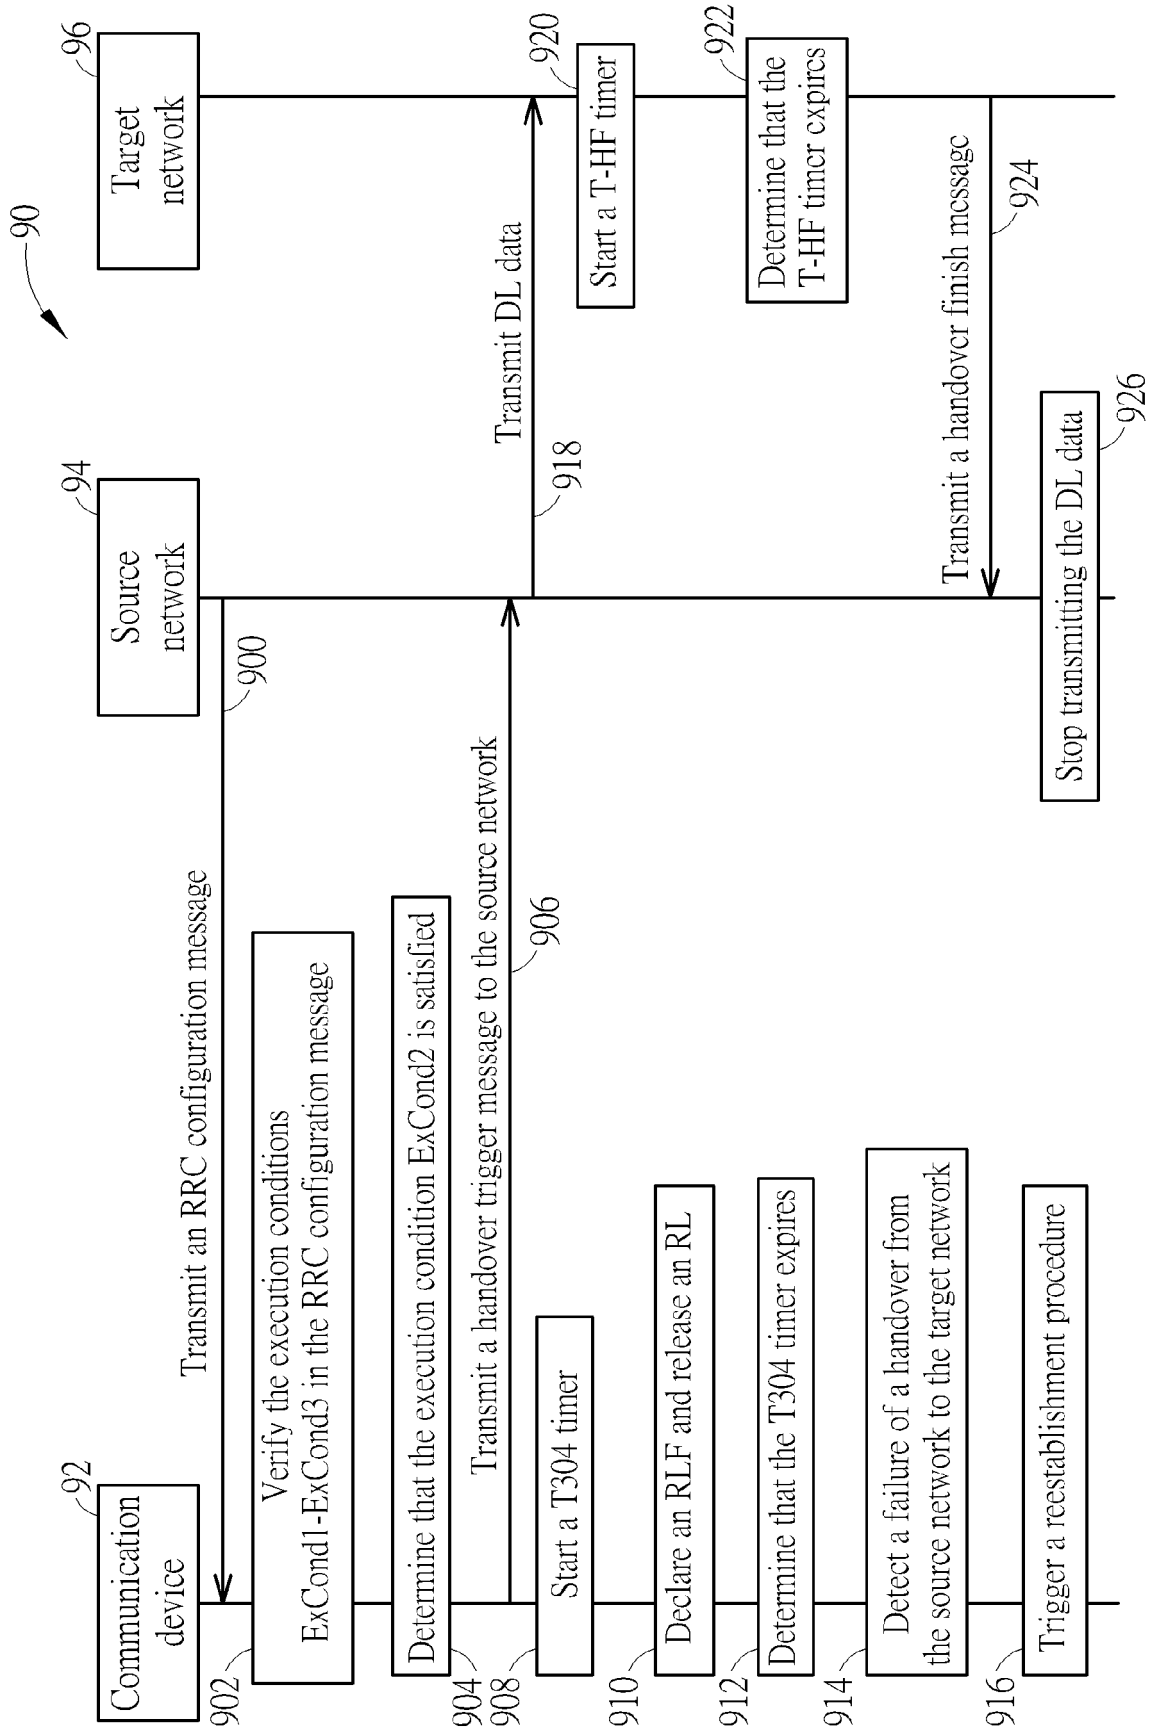 90
Communication
device
92
Source
network
94
Target
network
96
Transmit an RRC configuration message
900
Verify the execution conditions
ExCond1-ExCond3 in the RRC configuration message
902
Determine that the execution condition ExCond2 is satisfied
904
Transmit a handover trigger message to the source network
906
Start a T304 timer
908
Transmit DL data
918
Start a T-HF timer
920
Declare an RLF and release an RL
910
Determine that the T304 timer expires
912
Determine that the
T-HF timer expires
922
Detect a failure of a handover from
the source network to the target network
914
Transmit a handover finish message
924
Trigger a reestablishment procedure
916
Stop transmitting the DL data
926